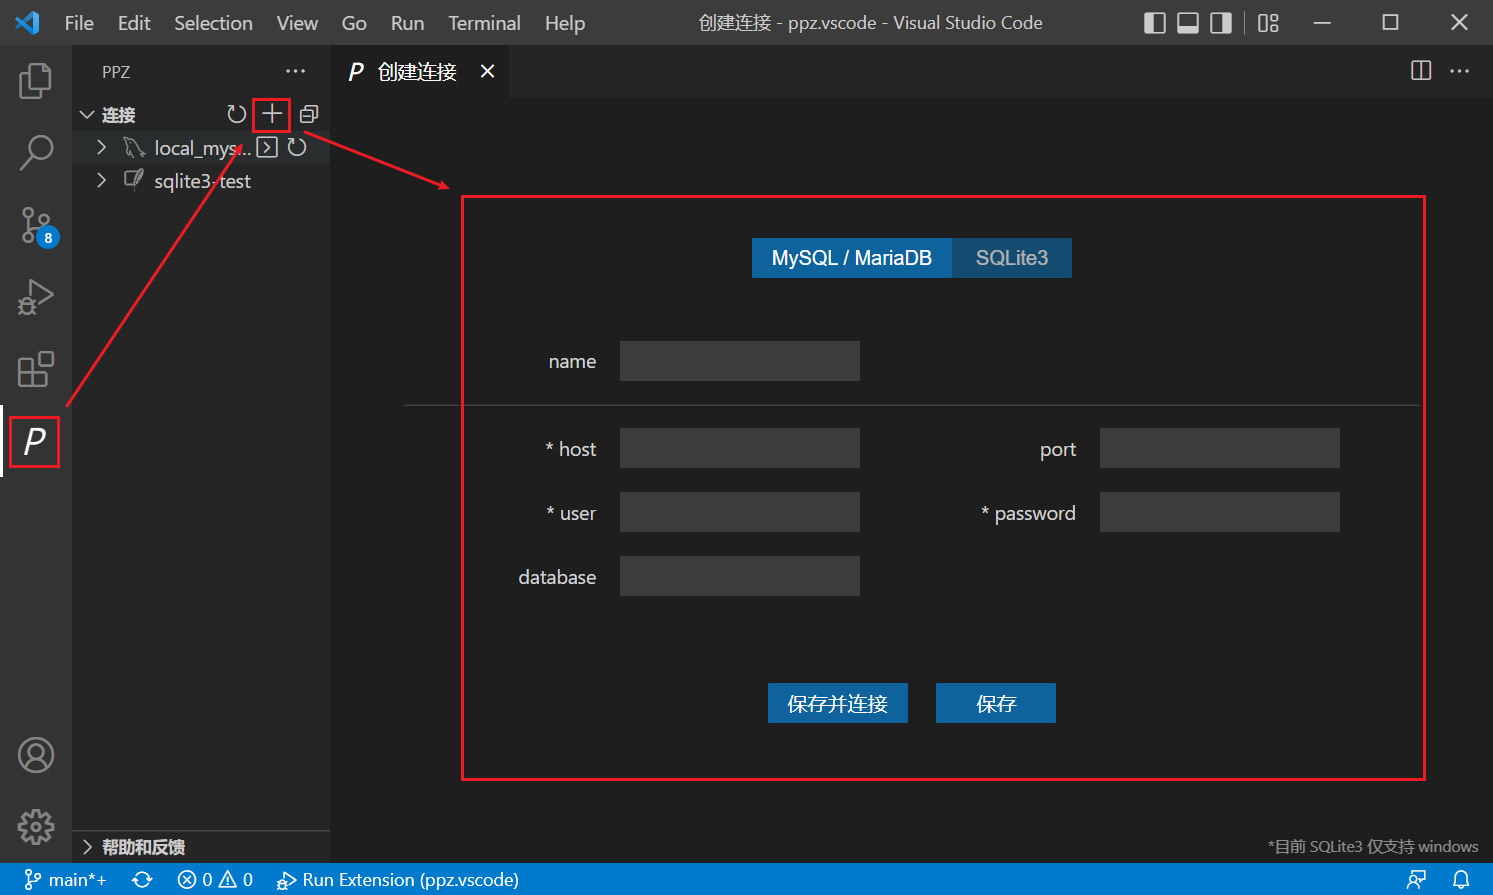 File Edit Selection View Go Run Terminal Help 创建连接 - ppz.vscode - Visual Studio Code
PPZ
P 创建连接
连接
local_mys...
sqlite3-test
8
MySQL / MariaDB SQLite3
name
* host port
P
* user * password
database
保存并连接 保存
帮助和反馈
*目前 SQLite3 仅支持 windows
main*+ 0 0 Run Extension (ppz.vscode)